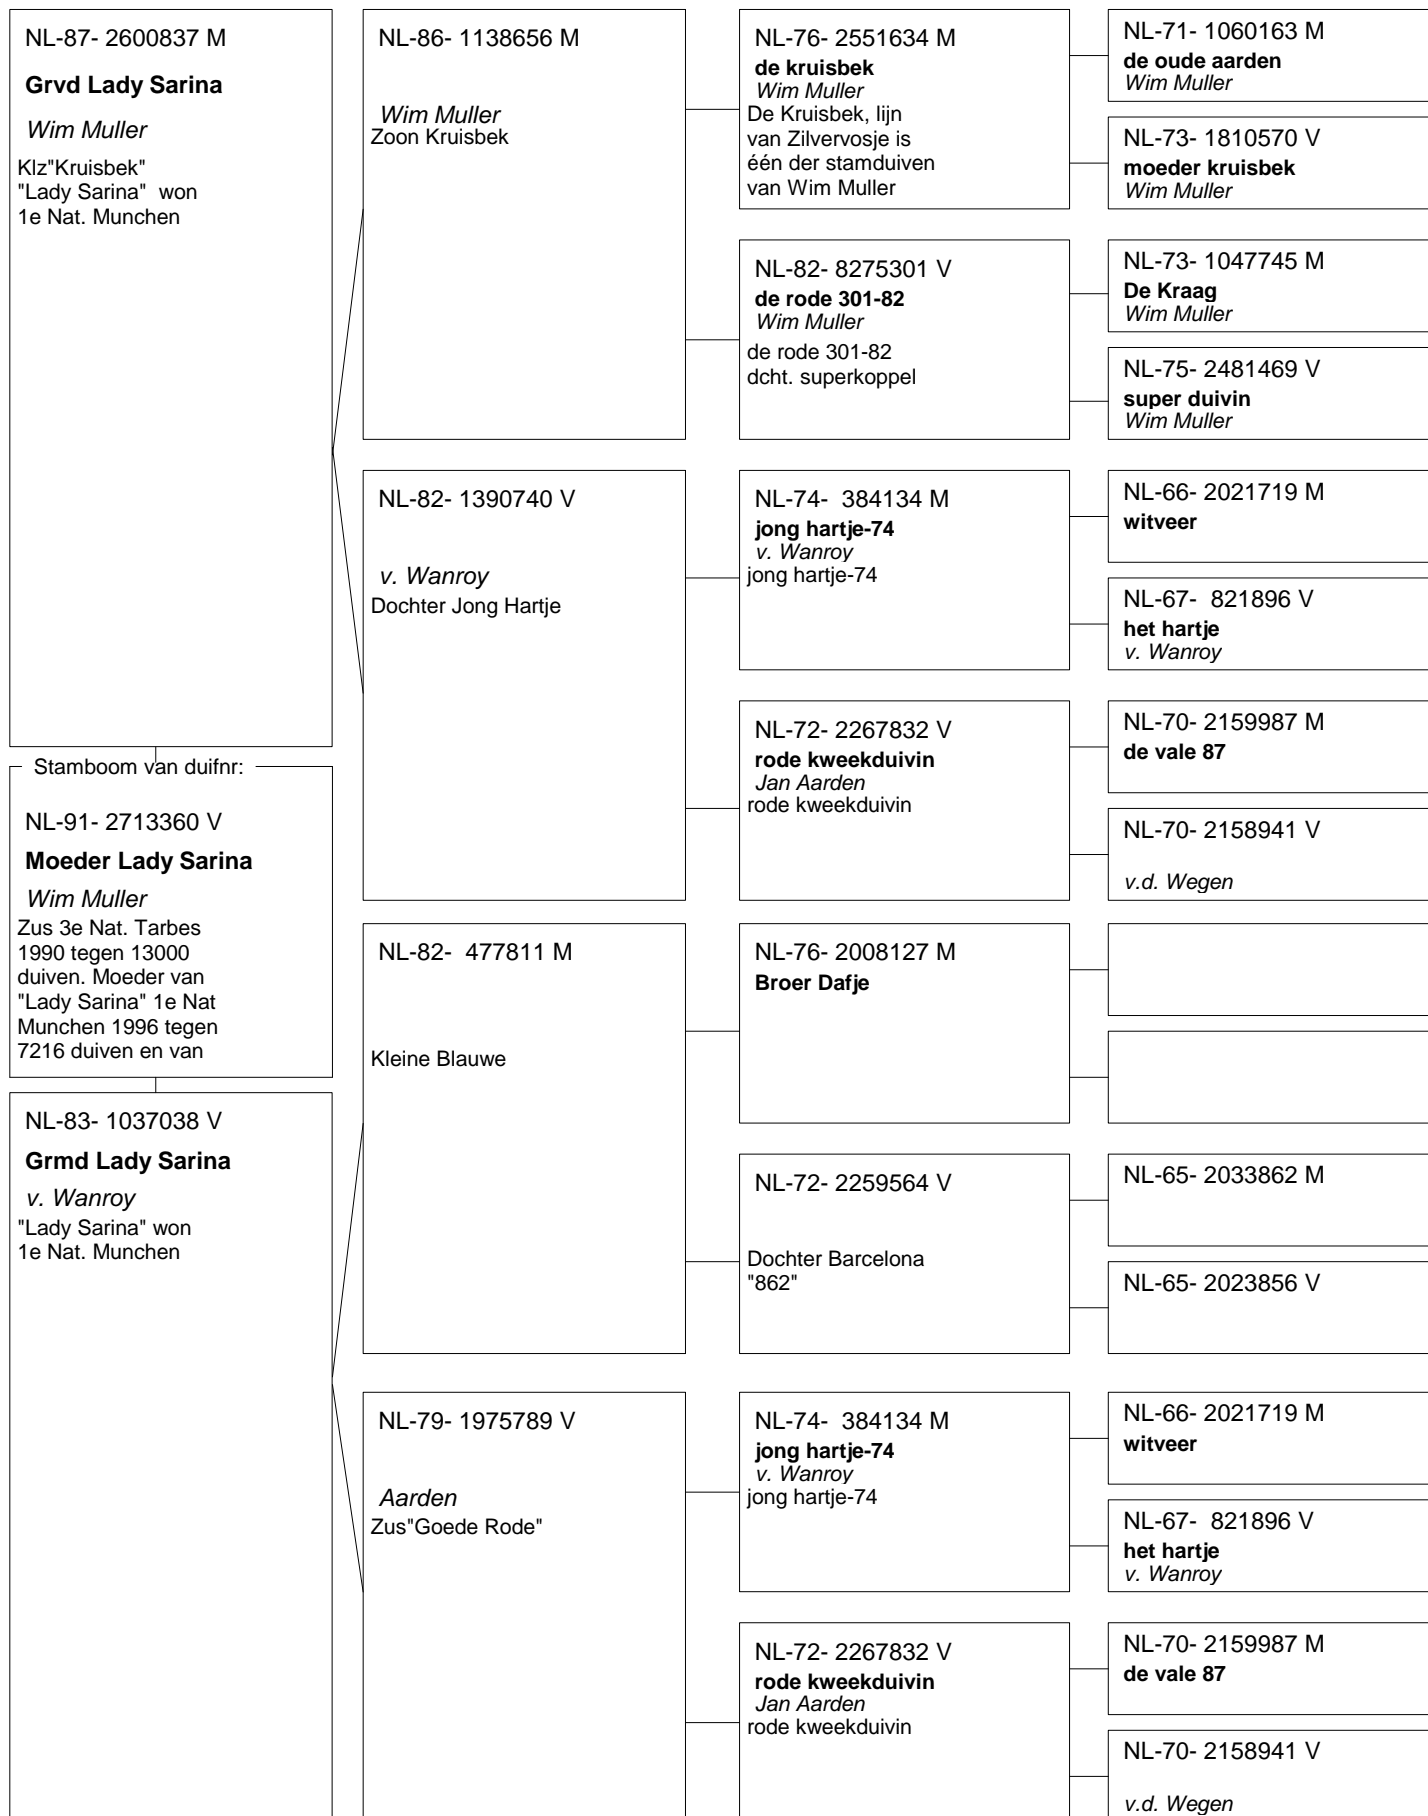 NL-87- 2600837 M
Grvd Lady Sarina
Wim Muller
Klz"Kruisbek"
"Lady Sarina" won
1e Nat. Munchen
Stamboom van duifnr:
NL-91- 2713360 V
Moeder Lady Sarina
Wim Muller
Zus 3e Nat. Tarbes
1990 tegen 13000
duiven. Moeder van
"Lady Sarina" 1e Nat
Munchen 1996 tegen
7216 duiven en van
NL-83- 1037038 V
Grmd Lady Sarina
v. Wanroy
"Lady Sarina" won
1e Nat. Munchen
NL-86- 1138656 M
Wim Muller
Zoon Kruisbek
NL-82- 1390740 V
v. Wanroy
Dochter Jong Hartje
NL-82- 477811 M
Kleine Blauwe
NL-79- 1975789 V
Aarden
Zus"Goede Rode"
NL-76- 2551634 M
de kruisbek
Wim Muller
De Kruisbek, lijn
van Zilvervosje is
één der stamduiven
van Wim Muller
NL-82- 8275301 V
de rode 301-82
Wim Muller
de rode 301-82
dcht. superkoppel
NL-74- 384134 M
jong hartje-74
v. Wanroy
jong hartje-74
NL-72- 2267832 V
rode kweekduivin
Jan Aarden
rode kweekduivin
NL-76- 2008127 M
Broer Dafje
NL-72- 2259564 V
Dochter Barcelona
"862"
NL-74- 384134 M
jong hartje-74
v. Wanroy
jong hartje-74
NL-72- 2267832 V
rode kweekduivin
Jan Aarden
rode kweekduivin
NL-71- 1060163 M
de oude aarden
Wim Muller
NL-73- 1810570 V
moeder kruisbek
Wim Muller
NL-73- 1047745 M
De Kraag
Wim Muller
NL-75- 2481469 V
super duivin
Wim Muller
NL-66- 2021719 M
witveer
NL-67- 821896 V
het hartje
v. Wanroy
NL-70- 2159987 M
de vale 87
NL-70- 2158941 V
v.d. Wegen
NL-65- 2033862 M
NL-65- 2023856 V
NL-66- 2021719 M
witveer
NL-67- 821896 V
het hartje
v. Wanroy
NL-70- 2159987 M
de vale 87
NL-70- 2158941 V
v.d. Wegen